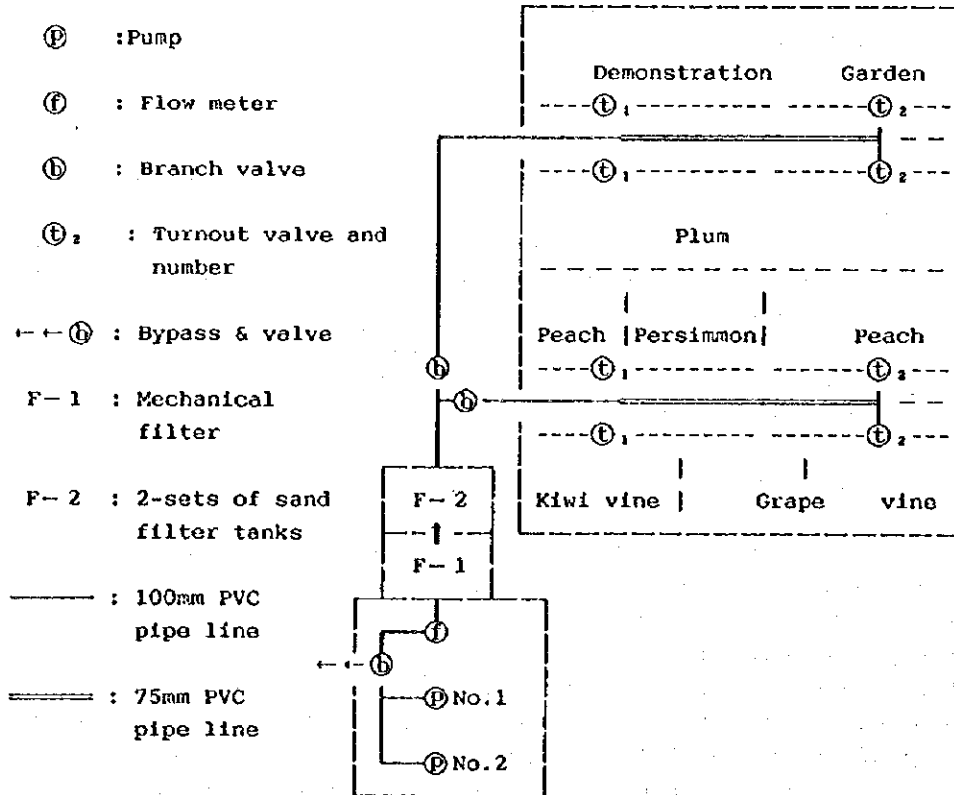 ⓟ :Pump
ⓕ : Flow meter
ⓑ : Branch valve
ⓣ₂ : Turnout valve and
number
←-←ⓑ : Bypass & valve
F-1 : Mechanical
filter
F-2 : 2-sets of sand
filter tanks
: 100mm PVC
pipe line
: 75mm PVC
pipe line
Demonstration Garden
ⓣ₁ ⓣ₂
ⓣ₁ ⓣ₂
Plum
Peach | Persimmon | Peach
ⓑ ⓣ₁ ⓣ₂
ⓑ
ⓣ₁ ⓣ₂
Kiwi vine | Grape vine
F-2
F-1
ⓕ
ⓑ
ⓟ No.1
ⓟ No.2